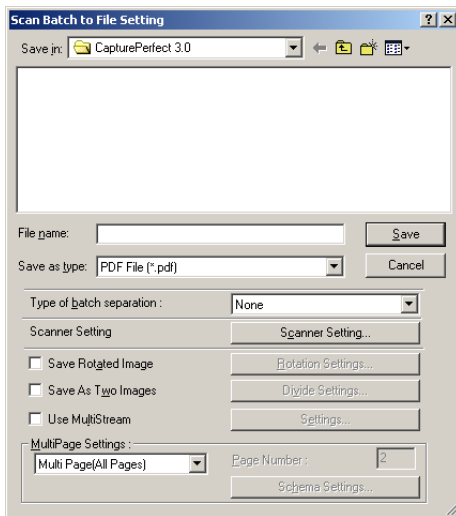 Scan Batch to File Setting
Save in: CapturePerfect 3.0
File name: Save
Save as type: PDF File (*.pdf) Cancel
Type of batch separation : None
Scanner Setting Scanner Setting...
Save Rotated Image Rotation Settings...
Save As Two Images Divide Settings...
Use MultiStream Settings...
MultiPage Settings :
Multi Page(All Pages) Page Number : 2
Schema Settings...